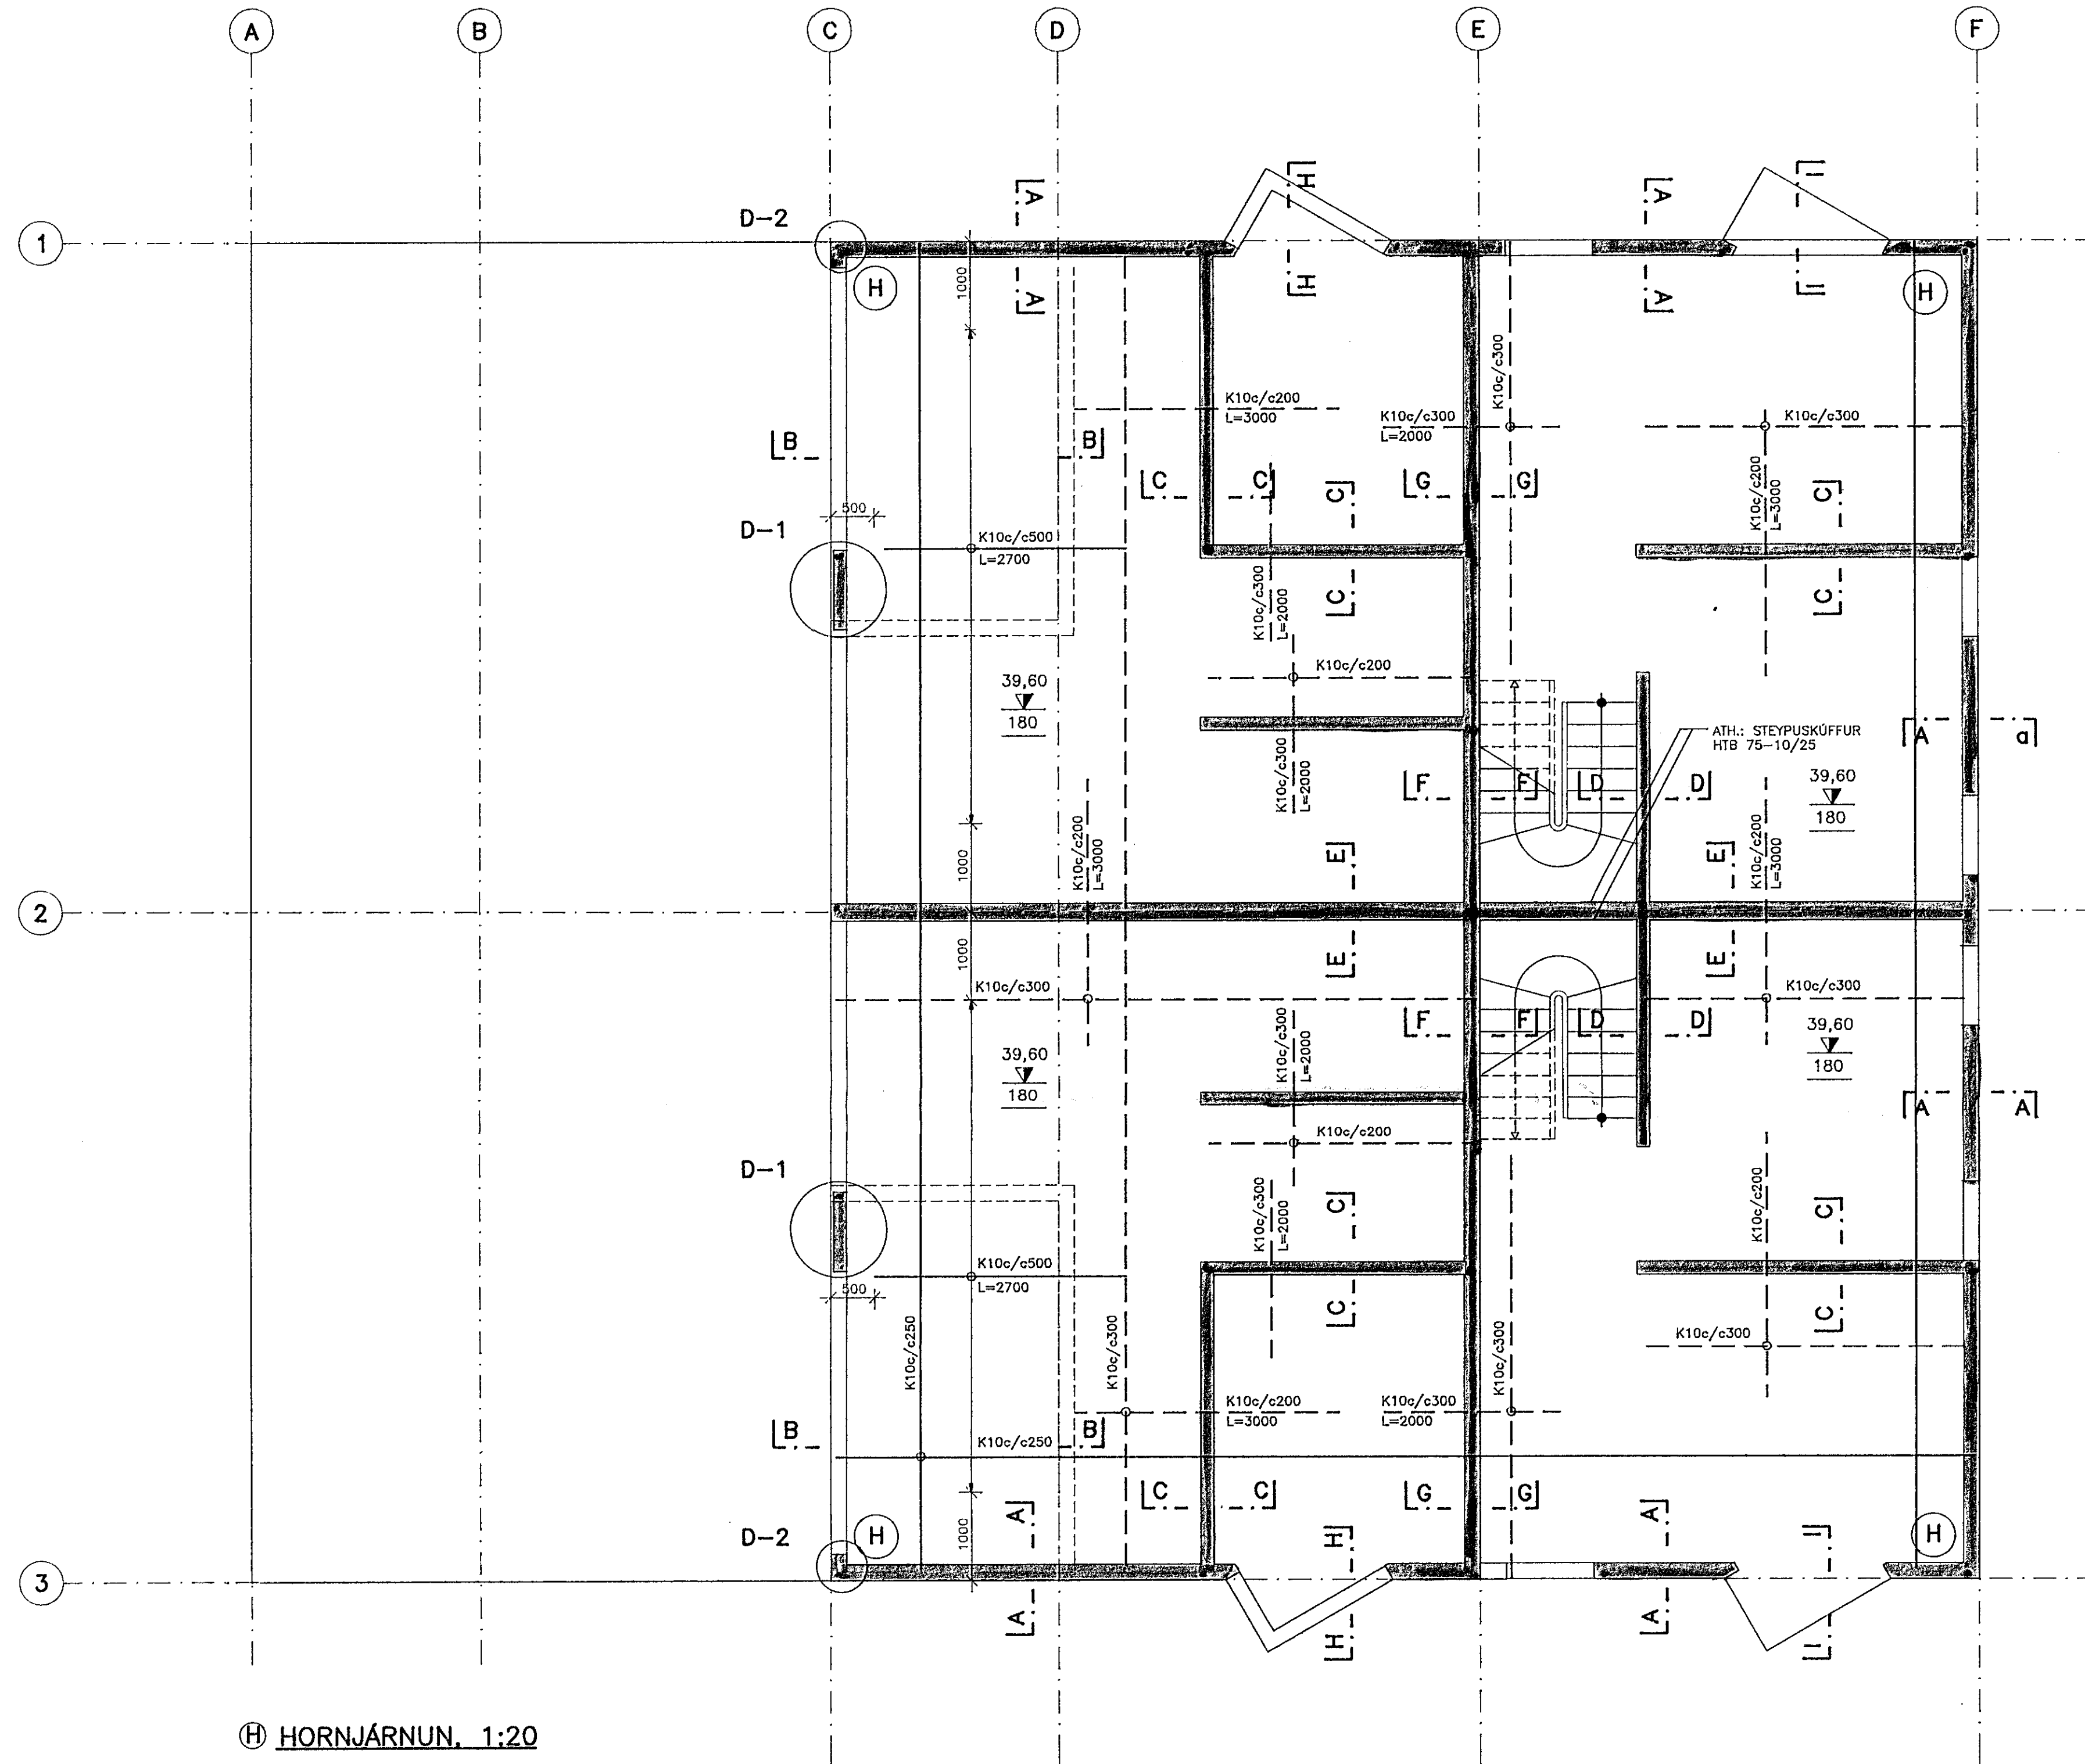 A B C D E F
1
D-2
A A
H I
H H
A H A I
1000
K10c/c300
K10c/c200
L=3000
K10c/c300
L=2000
K10c/c300
B B
C C C G G
K10c/c200
L=3000
C
500
D-1
K10c/c500
L=2700
K10c/c300
L=2000
C C
K10c/c200
39,60
180
ATH.: STEYPUSKÚFFUR
HTB 75-10/25
A a
K10c/c300
L=2000
F F D D
39,60
180
K10c/c200
L=3000
1000
E E
K10c/c200
L=3000
2
1000
E E
K10c/c300
K10c/c300
F F D D
39,60
180
K10c/c300
L=2000
39,60
180
A A
K10c/c200
D-1
K10c/c300
L=2000
C
K10c/c200
C
K10c/c500
L=2700
500
C C
K10c/c250
K10c/c300
K10c/c300
K10c/c300
K10c/c200
L=3000
K10c/c300
L=2000
B B
K10c/c250
C C G G
A A
D-2
H
1000
H I
H
3
A H A I
H HORNJÁRNUN, 1:20